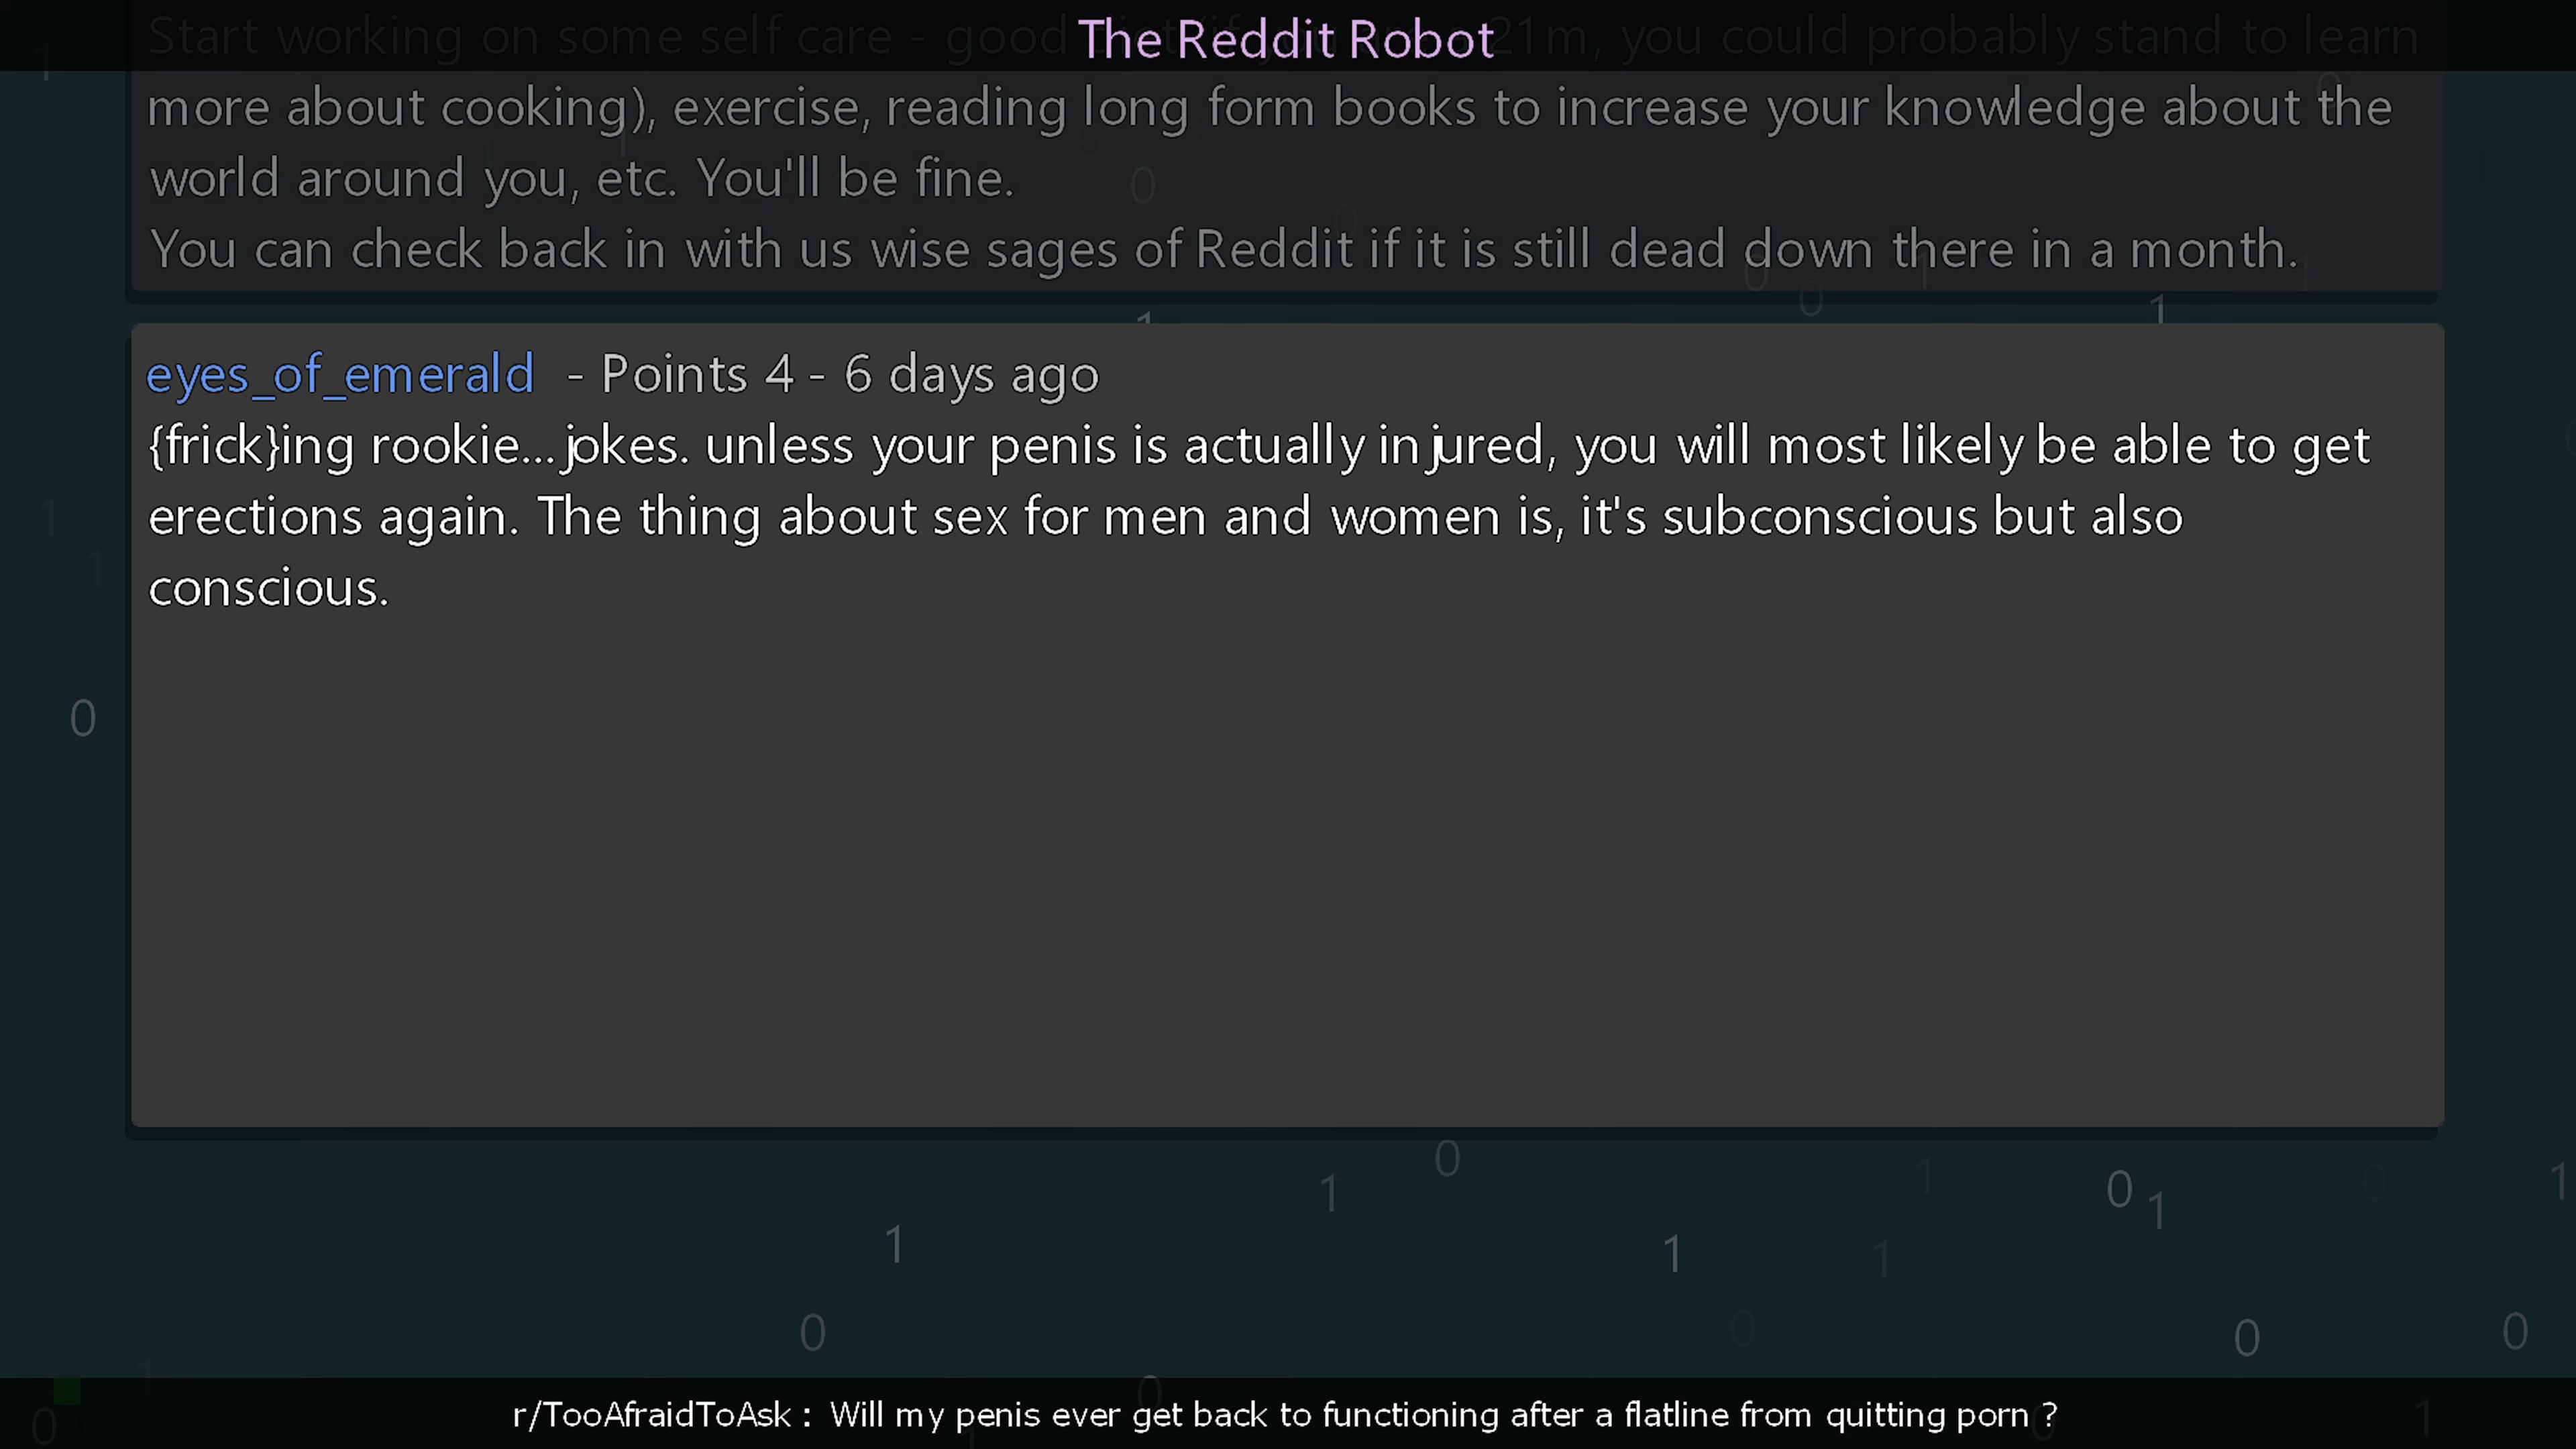 The Reddit Robot
Start working on some self care - good 21m, you could probably stand to learn
more about cooking), exercise, reading long form books to increase your knowledge about the
world around you, etc. You'll be fine.
You can check back in with us wise sages of Reddit if it is still dead down there in a month.
eyes_of_emerald - Points 4 - 6 days ago
{frick}ing rookie...jokes. unless your penis is actually injured, you will most likely be able to get
erections again. The thing about sex for men and women is, it's subconscious but also
conscious.
r/TooAfraidToAsk : Will my penis ever get back to functioning after a flatline from quitting porn ?